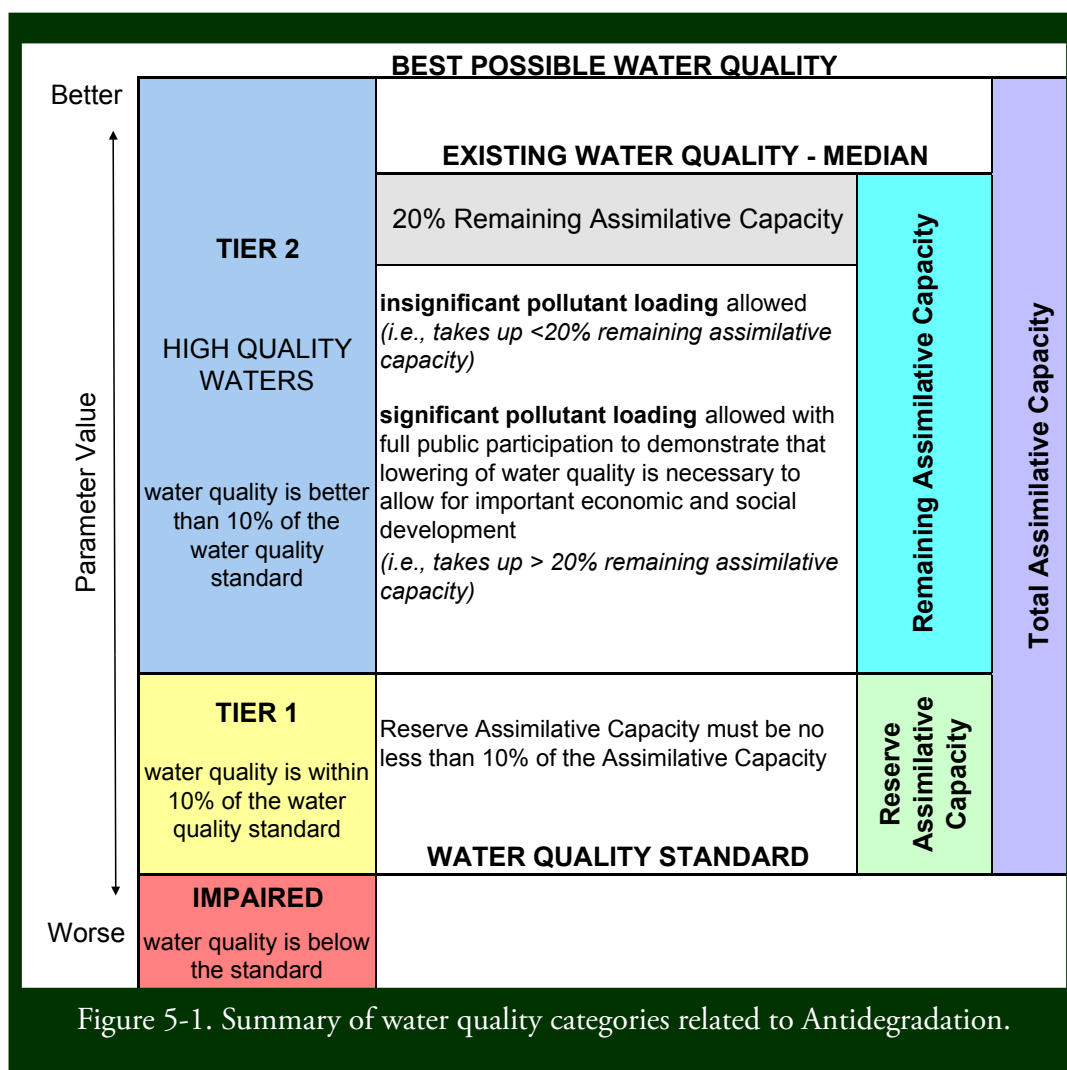 BEST POSSIBLE WATER QUALITY
Better
Parameter Value
Worse
TIER 2
HIGH QUALITY
WATERS
water quality is better
than 10% of the
water quality
standard
TIER 1
water quality is within
10% of the water
quality standard
IMPAIRED
water quality is below
the standard
EXISTING WATER QUALITY - MEDIAN
20% Remaining Assimilative Capacity
insignificant pollutant loading allowed
(i.e., takes up <20% remaining assimilative
capacity)
significant pollutant loading allowed with
full public participation to demonstrate that
lowering of water quality is necessary to
allow for important economic and social
development
(i.e., takes up > 20% remaining assimilative
capacity)
Reserve Assimilative Capacity must be no
less than 10% of the Assimilative Capacity
WATER QUALITY STANDARD
Remaining Assimilative Capacity
Reserve
Assimilative
Capacity
Total Assimilative Capacity
Figure 5-1. Summary of water quality categories related to Antidegradation.